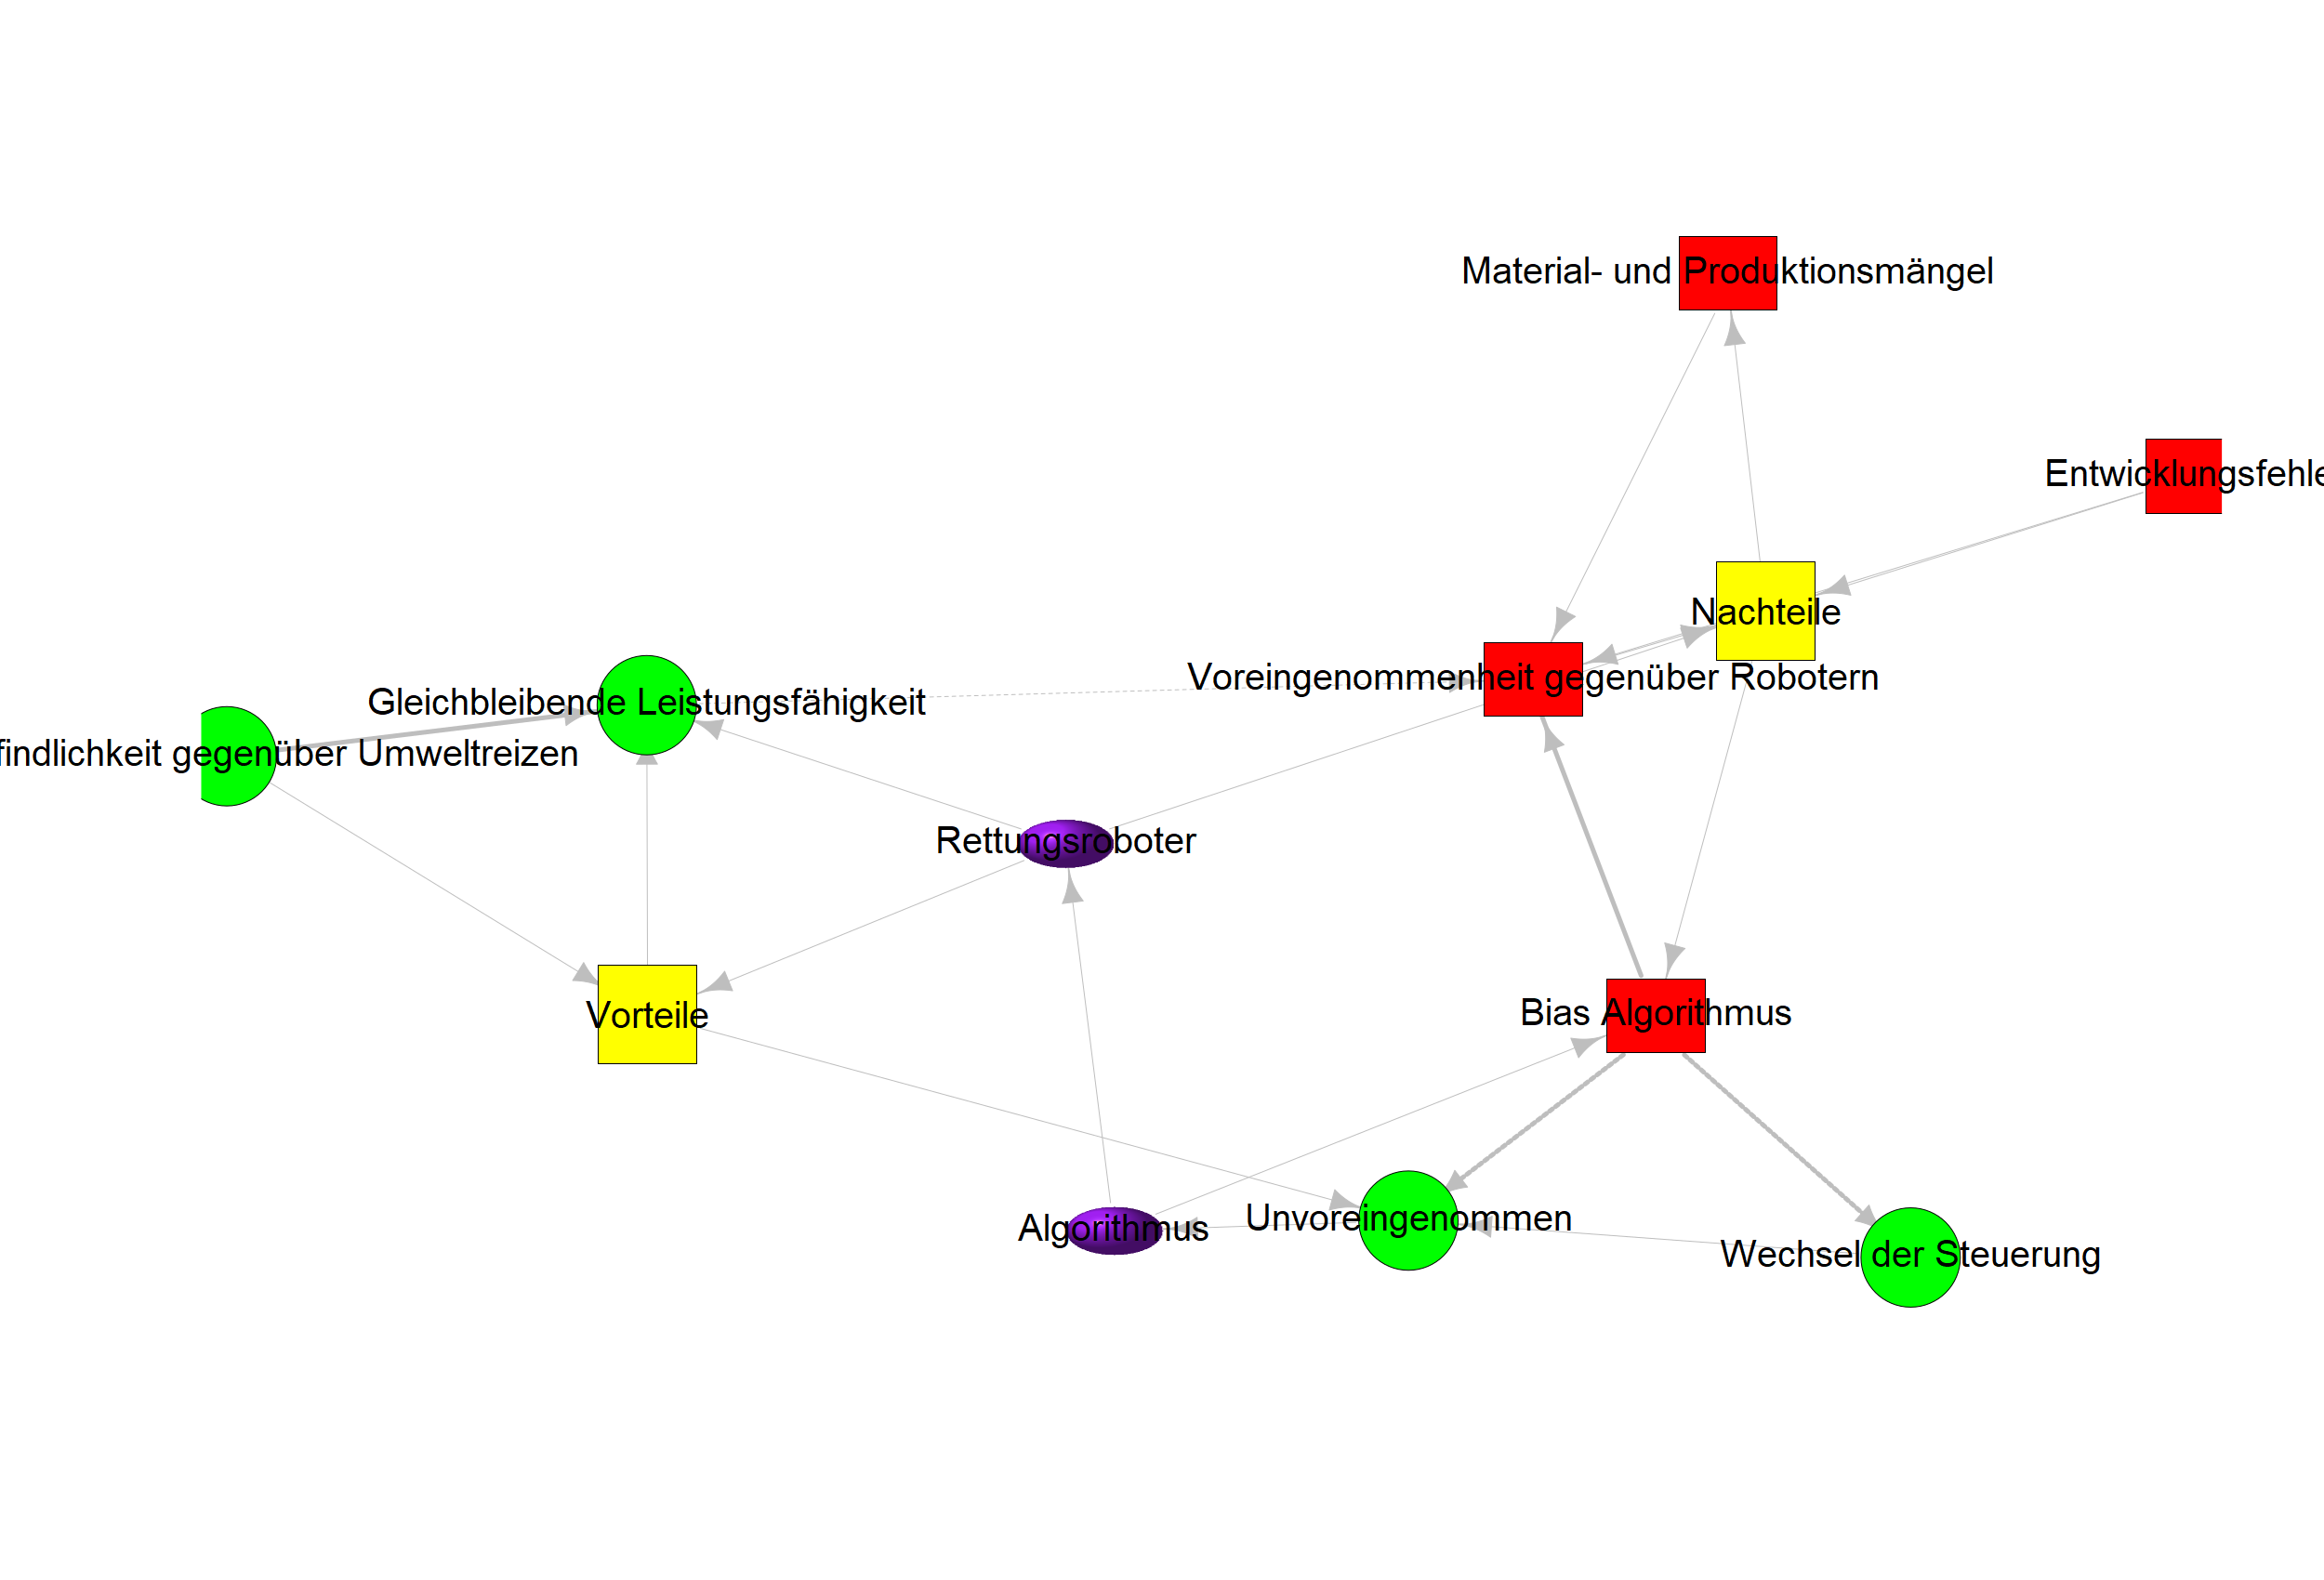 Material- und Produktionsmängel
Entwicklungsfehle
Nachteile
Voreingenommenheit gegenüber Robotern
Gleichbleibende Leistungsfähigkeit
findlichkeit gegenüber Umweltreizen
Rettungsroboter
Vorteile
Bias Algorithmus
Unvoreingenommen
Algorithmus
Wechsel der Steuerung